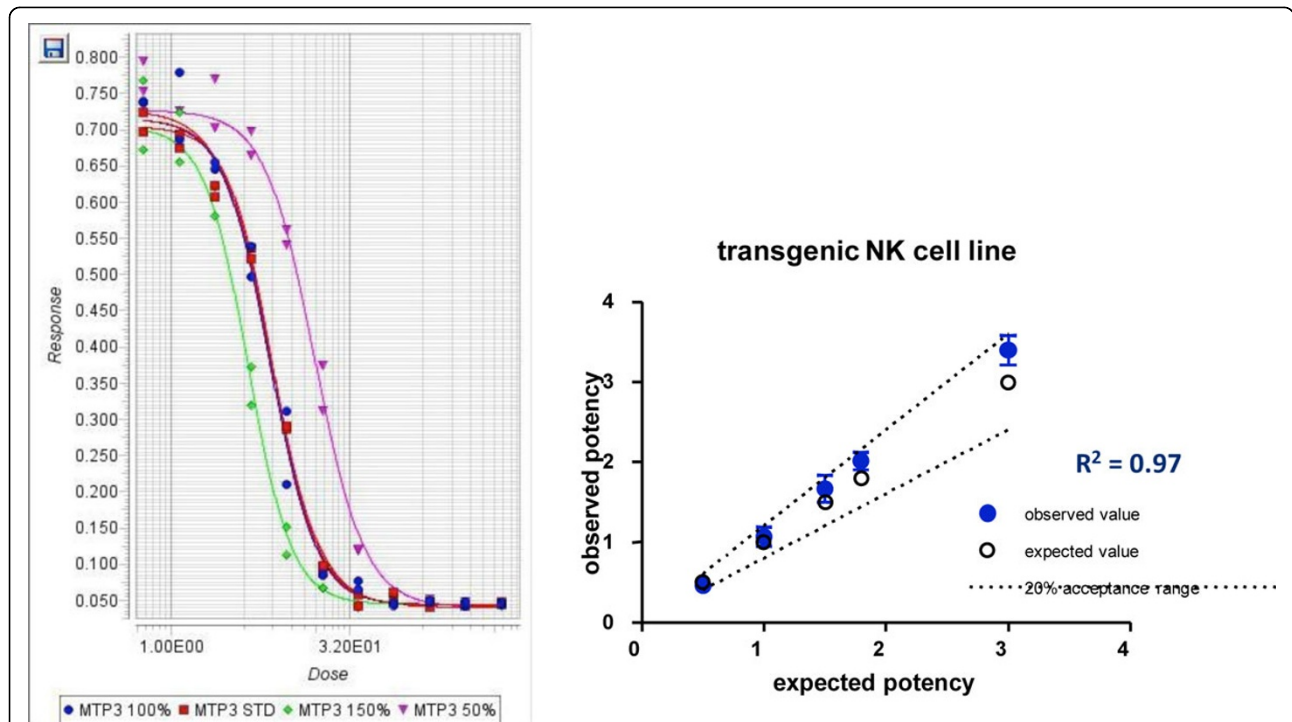 0.800
0.750
0.700
0.650
0.600
0.550
0.500
0.450
0.400
0.350
0.300
0.250
0.200
0.150
0.100
0.050
Response
1.00E00 3.20E01
Dose
MTP3 100% MTP3 STD MTP3 150% MTP3 50%
transgenic NK cell line
4
3
2
1
0
observed potency
0 1 2 3 4
expected potency
R² = 0.97
observed value
expected value
20% acceptance range